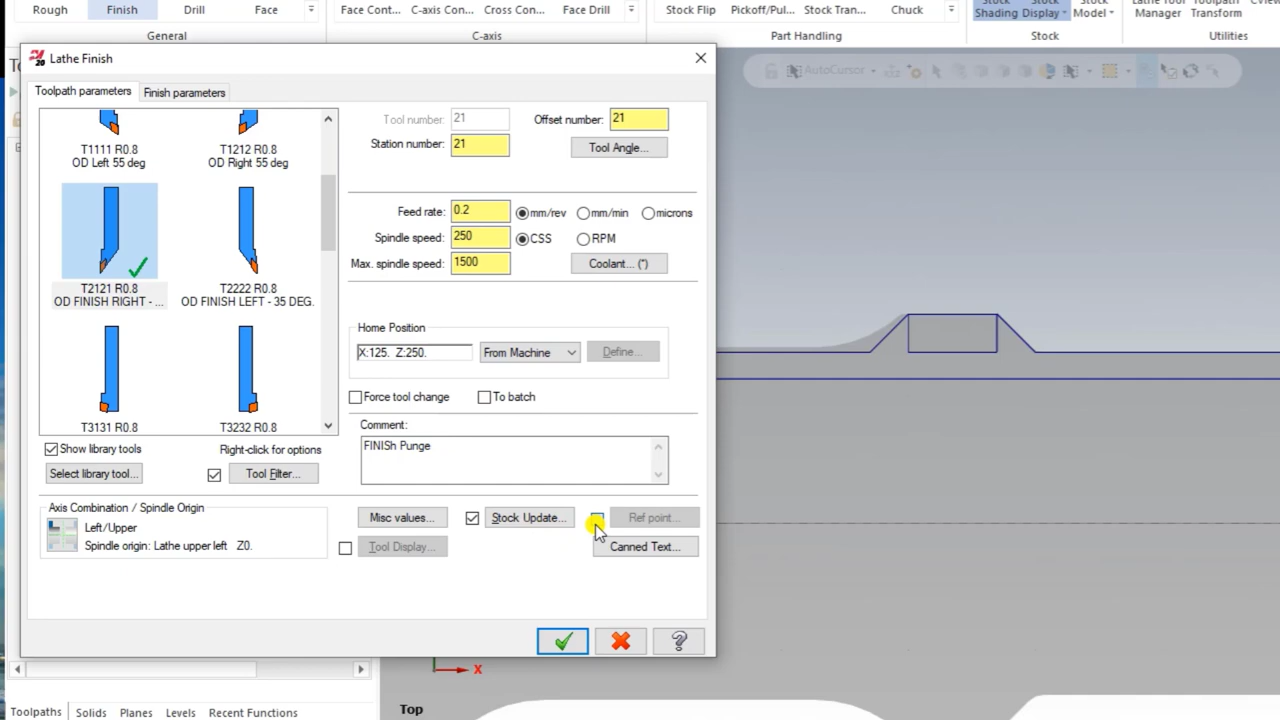 Rough Finish Drill Face Face Cont... C-axis Con... Cross Con... Face Drill Stock Flip Pickoff/Pul... Stock Tran... Chuck Stock Shading Stock Display Stock Model Lathe Tool Manager Toolpath Transform
General C-axis Part Handling Stock Utilities
Lathe Finish
Toolpath parameters Finish parameters
AutoCursor
T1111 R0.8 T1212 R0.8
OD Left 55 deg OD Right 55 deg
T2121 R0.8 T2222 R0.8
OD FINISH RIGHT - ... OD FINISH LEFT - 35 DEG.
T3131 R0.8 T3232 R0.8
Tool number: 21 Offset number: 21
Station number: 21 Tool Angle...
Feed rate: 0.2 mm/rev mm/min microns
Spindle speed: 250 CSS RPM
Max. spindle speed: 1500 Coolant... (*)
Home Position
X:125. Z:250. From Machine Define...
Force tool change To batch
Comment:
FINISh Punge
Show library tools Right-click for options
Select library tool... Tool Filter...
Axis Combination / Spindle Origin
Left/Upper
Spindle origin: Lathe upper left Z0.
Misc values... Stock Update... Ref point...
Tool Display... Canned Text...
X
Top
Toolpaths Solids Planes Levels Recent Functions